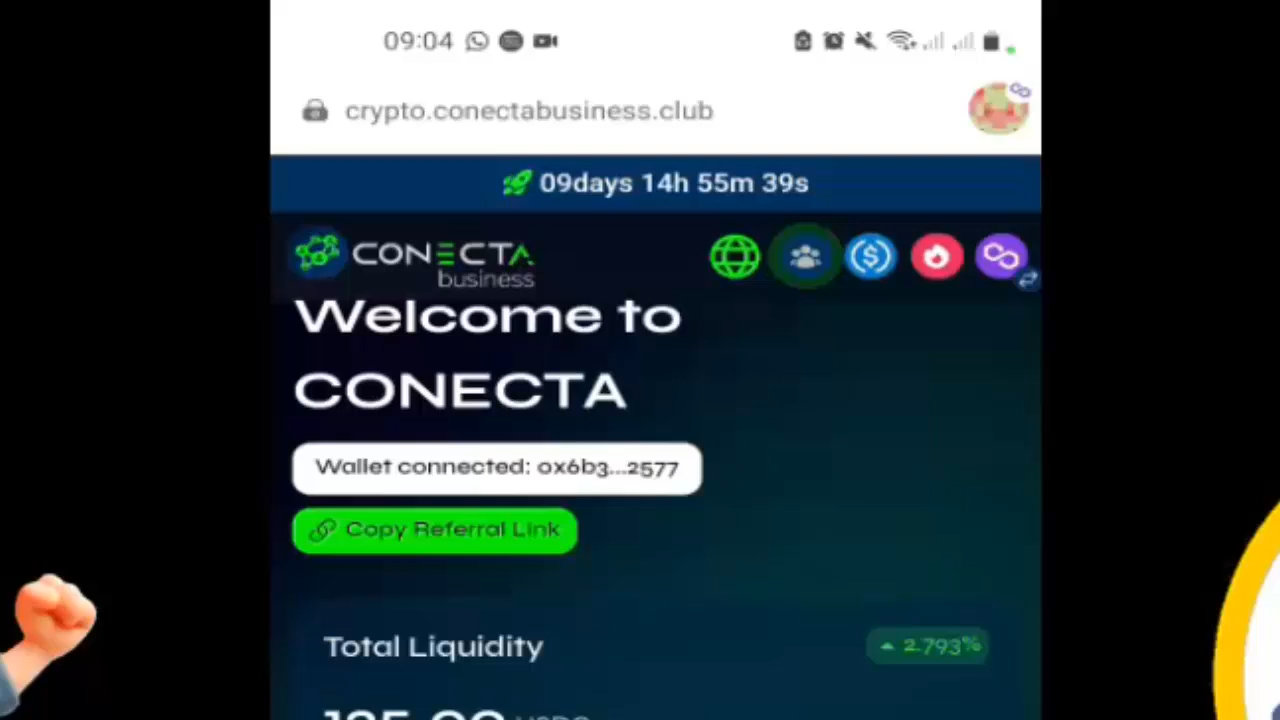 09:04
crypto.conectabusiness.club
09days 14h 55m 39s
CONECTA
business
Welcome to
CONECTA
Wallet connected: 0x6b3...2577
Copy Referral Link
Total Liquidity
2.793%